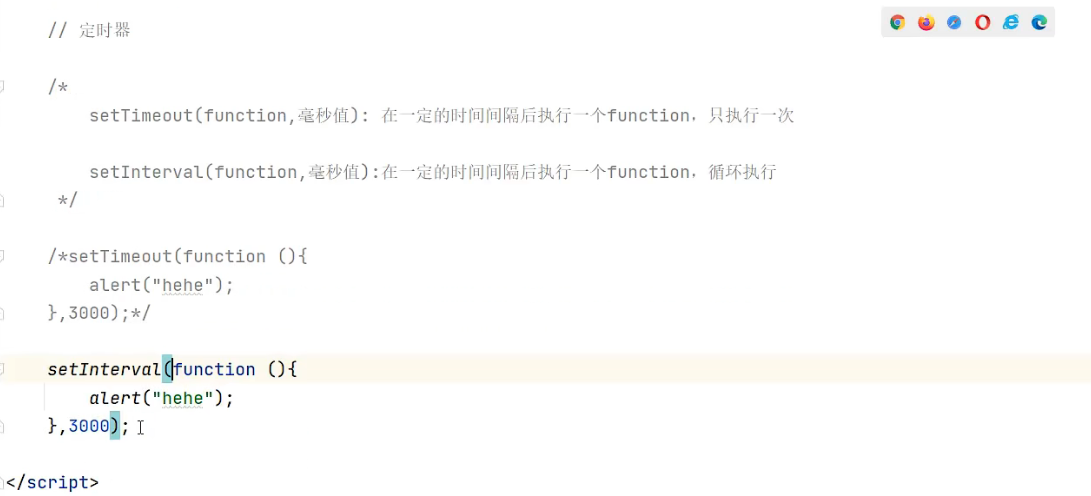 // 定时器
/*
setTimeout(function,毫秒值): 在一定的时间间隔后执行一个function，只执行一次
setInterval(function,毫秒值):在一定的时间间隔后执行一个function，循环执行
*/
/*setTimeout(function (){
alert("hehe");
},3000);*/
setInterval(function (){
alert("hehe");
},3000);
</script>